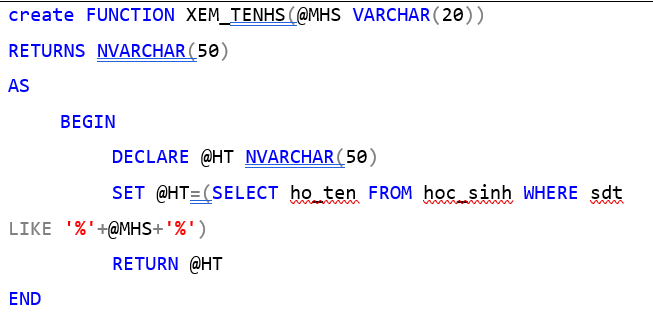 create FUNCTION XEM_TENHS(@MHS VARCHAR(20))
RETURNS NVARCHAR(50)
AS
BEGIN
DECLARE @HT NVARCHAR(50)
SET @HT=(SELECT ho_ten FROM hoc_sinh WHERE sdt
LIKE '%'+@MHS+'%')
RETURN @HT
END